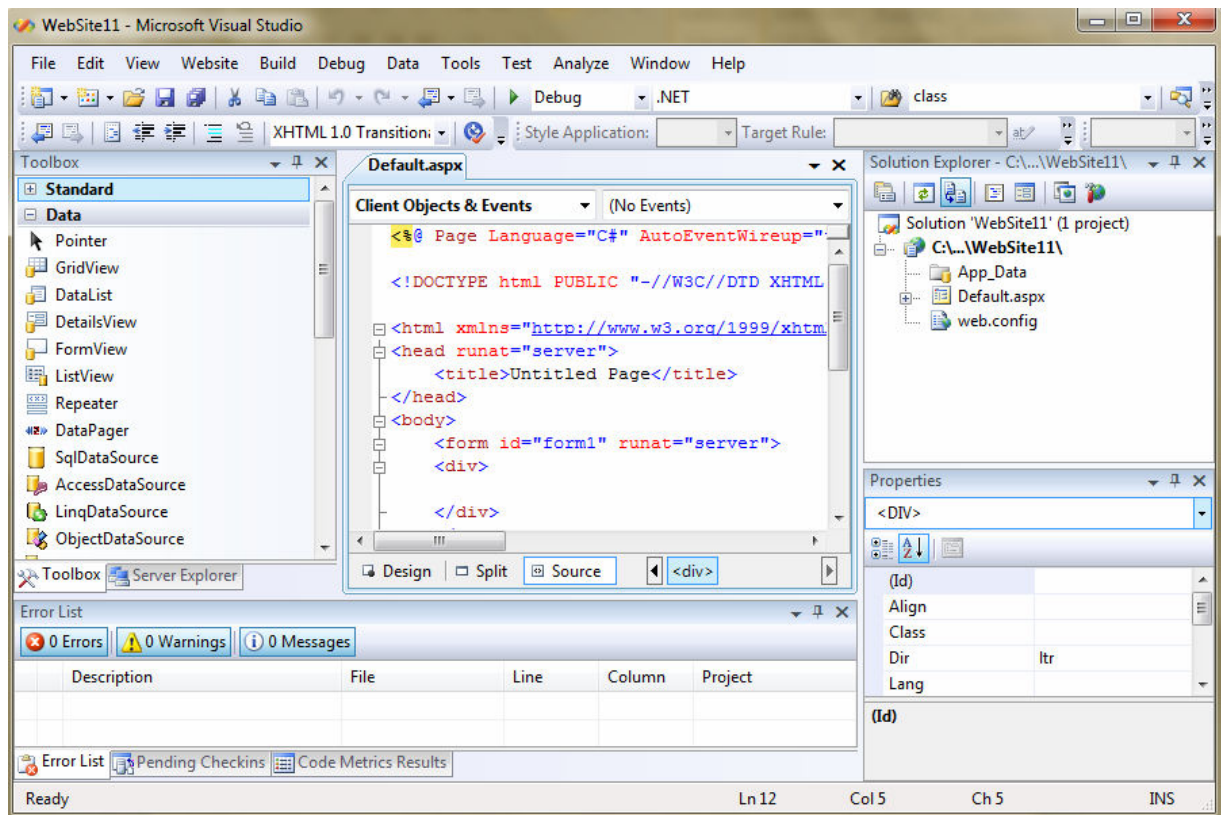 WebSite11 - Microsoft Visual Studio
File Edit View Website Build Debug Data Tools Test Analyze Window Help
Debug .NET class
XHTML 1.0 Transition Style Application: Target Rule:
Toolbox
Standard
Data
Pointer
GridView
DataList
DetailsView
FormView
ListView
Repeater
DataPager
SqlDataSource
AccessDataSource
LinqDataSource
ObjectDataSource
Toolbox Server Explorer
Default.aspx
Client Objects & Events (No Events)
<%@ Page Language="C#" AutoEventWireup="
<!DOCTYPE html PUBLIC "-//W3C//DTD XHTML
<html xmlns="http://www.w3.org/1999/xhtm
<head runat="server">
<title>Untitled Page</title>
</head>
<body>
<form id="form1" runat="server">
<div>
</div>
Design Split Source <div>
Solution Explorer - C:\...\WebSite11\
Solution 'WebSite11' (1 project)
C:\...\WebSite11\
App_Data
Default.aspx
web.config
Properties
<DIV>
(Id)
Align
Class
Dir ltr
Lang
(Id)
Error List
0 Errors 0 Warnings 0 Messages
Description File Line Column Project
Error List Pending Checkins Code Metrics Results
Ready Ln 12 Col 5 Ch 5 INS